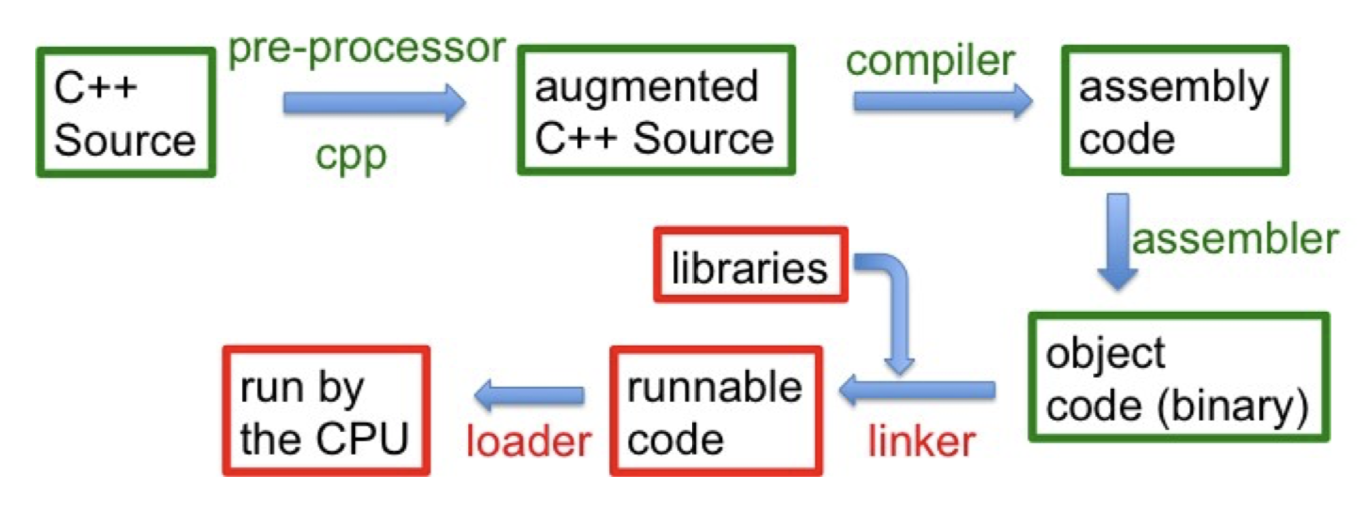 C++
Source
pre-processor
cpp
augmented
C++ Source
compiler
assembly
code
assembler
object
code (binary)
libraries
linker
runnable
code
loader
run by
the CPU